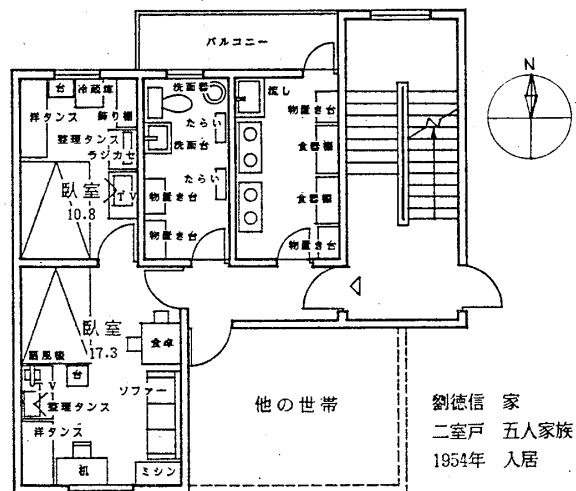 バルコニー
N
台
冷蔵庫
洗面器
流し
洋タンス
飾り棚
たらい
物置き台
整理タンス
洗面台
食器棚
ラジカセ
臥室
TV
10.8
たらい
物置き台
食器棚
物置き台
物置き台
臥室
17.3
食卓
扇風機
台
TV
ソファー
整理タンス
洋タンス
机
ミシン
他の世帯
劉徳信 家
二室戸 五人家族
1954年 入居